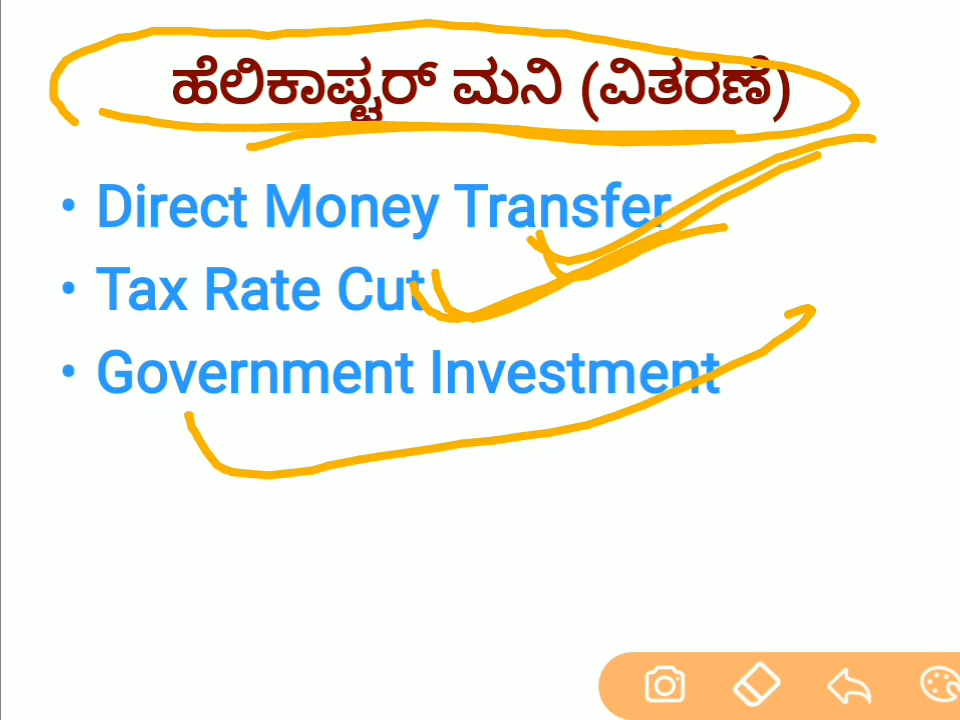 ಹೆಲಿಕಾಪ್ಟರ್ ಮನಿ (ವಿತರಣೆ)
• Direct Money Transfer
• Tax Rate Cut
• Government Investment